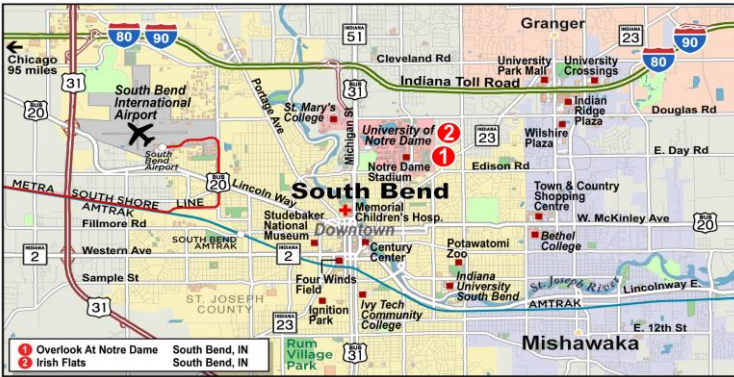 INDIANA
51
Granger
INDIANA
23
80
90
80
90
Chicago
95 miles
31
BUS
20
South Bend
International
Airport
South
Bend
Airport
Cleveland Rd
Indiana Toll Road
Portage Ave
Michigan St
St. Mary's
College
31
University of
Notre Dame
2
1
Notre Dame
Stadium
INDIANA
23
University
Park Mall
University
Crossings
Indian
Ridge
Plaza
Wilshire
Plaza
Douglas Rd
E. Day Rd
Edison Rd
METRA
SOUTH SHORE
LINE
AMTRAK
BUS
20
Lincoln Way
South Bend
Memorial
Children's Hosp.
Downtown
Town & Country
Shopping
Centre
W. McKinley Ave
BUS
20
Bethel
College
Fillmore Rd
SOUTH BEND
AMTRAK
Studebaker
National
Museum
Century
Center
Potawatomi
Zoo
INDIANA
2
Western Ave
INDIANA
2
Sample St
Four Winds
Field
Indiana
University
South Bend
St. Joseph River
Lincolnway E.
AMTRAK
ST. JOSEPH
COUNTY
31
Ignition
Park
Ivy Tech
Community
College
INDIANA
23
E. 12th St
Mishawaka
Rum
Village
Park
BUS
31
1 Overlook At Notre Dame South Bend, IN
2 Irish Flats South Bend, IN